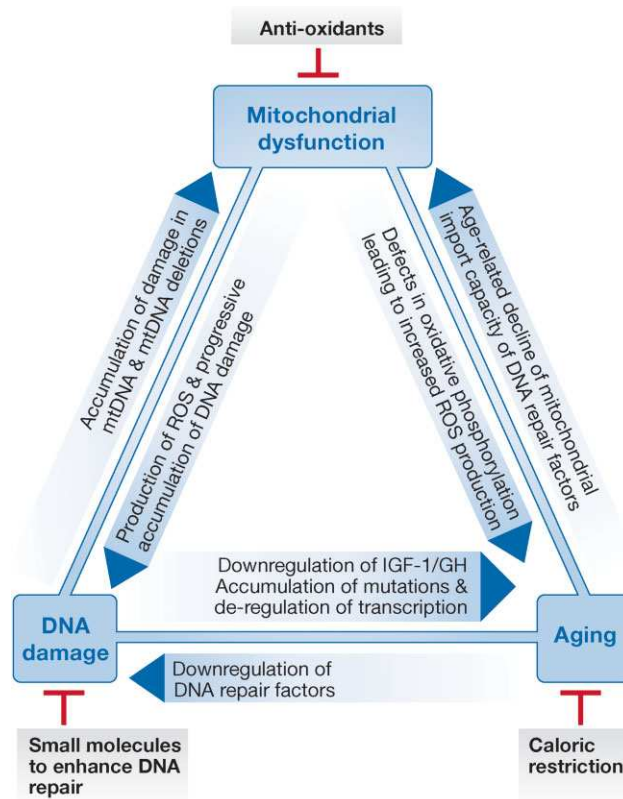 Anti-oxidants
Mitochondrial
dysfunction
Accumulation of damage in
mtDNA & mtDNA deletions
Production of ROS & progressive
accumulation of DNA damage
Defects in oxidative phosphorylation
leading to increased ROS production
Age-related decline of mitochondrial
import capacity of DNA repair
factors
Downregulation of IGF-1/GH
Accumulation of mutations &
de-regulation of transcription
DNA
damage
Aging
Downregulation of
DNA repair factors
Small molecules
to enhance DNA
repair
Caloric
restriction